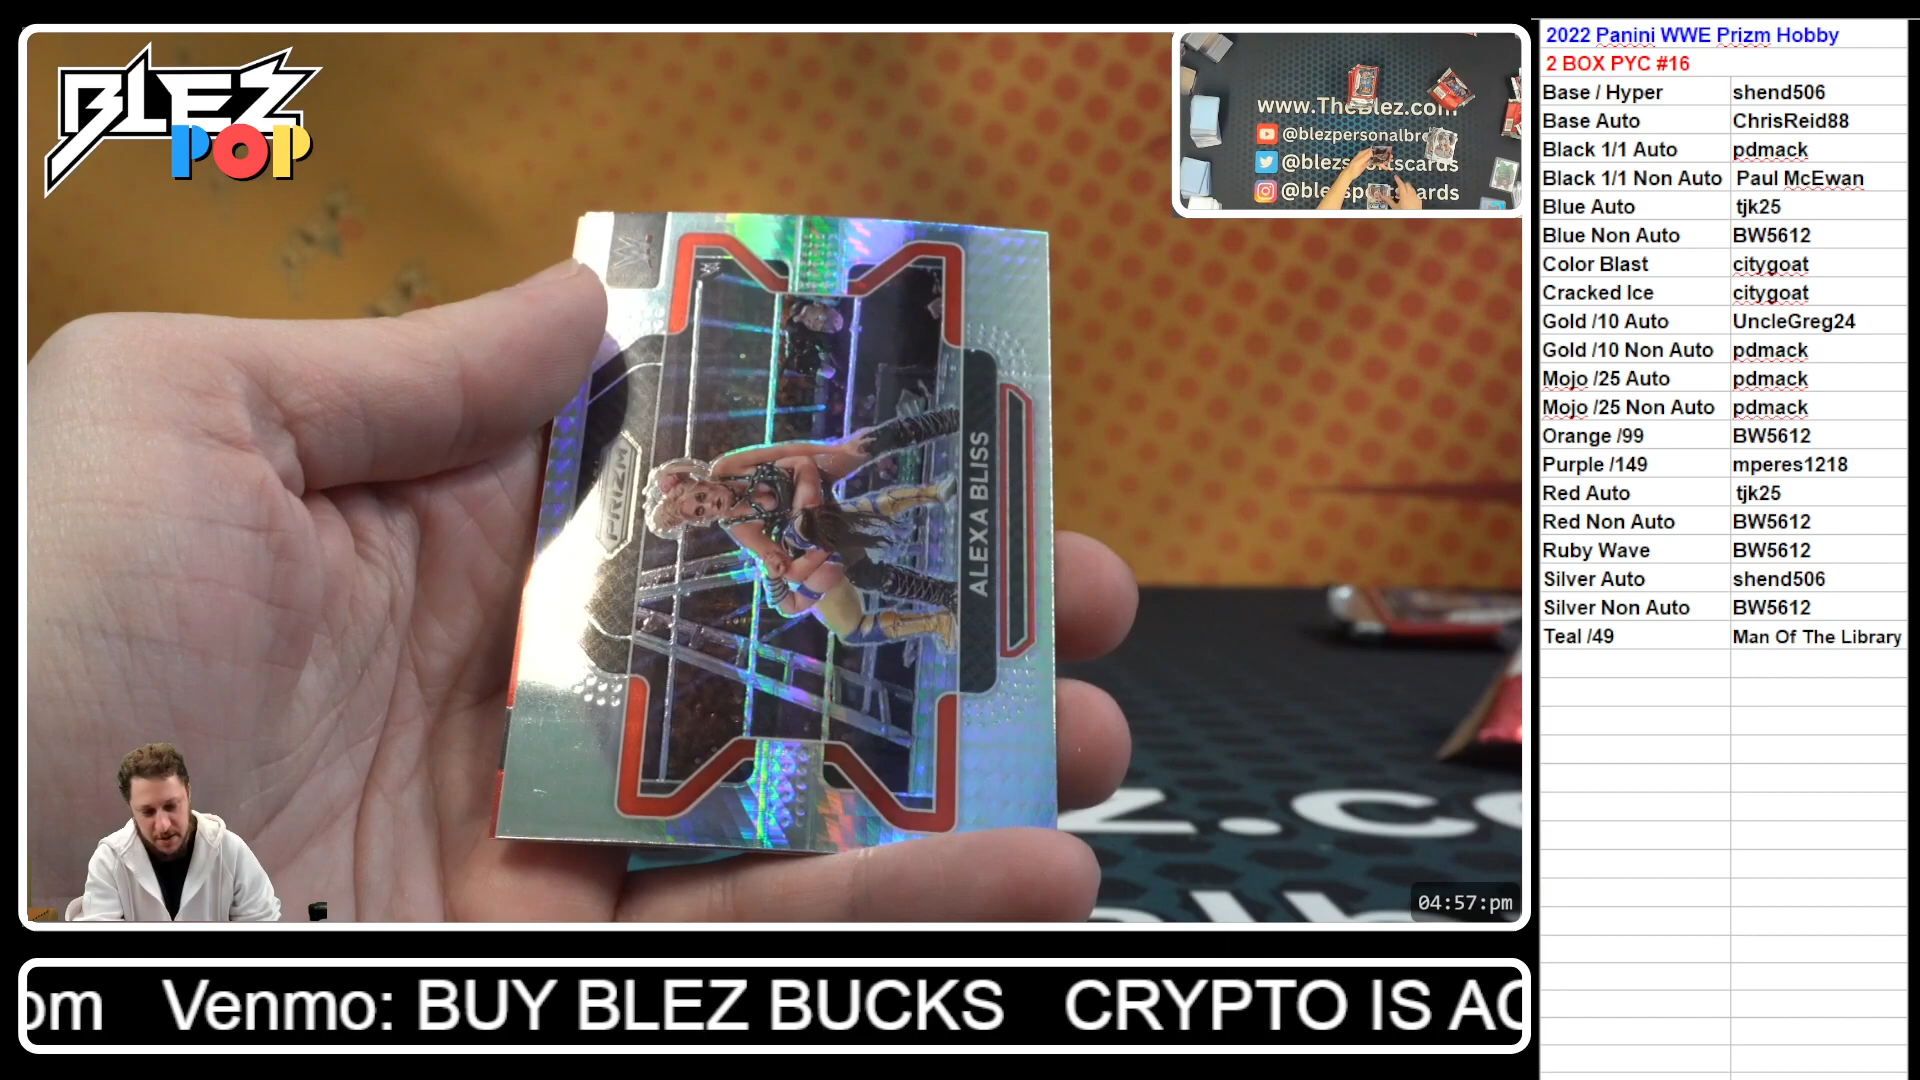 BLEZ
POP
www.TheBlez.com
@blezpersonalbre
@blezsp rtscards
@blezsportscards
PRIZM
ALEXA BLISS
04:57:pm
om Venmo: BUY BLEZ BUCKS CRYPTO IS AC
2022 Panini WWE Prizm Hobby
2 BOX PYC #16
Base / Hyper shend506
Base Auto ChrisReid88
Black 1/1 Auto pdmack
Black 1/1 Non Auto Paul McEwan
Blue Auto tjk25
Blue Non Auto BW5612
Color Blast citygoat
Cracked Ice citygoat
Gold /10 Auto UncleGreg24
Gold /10 Non Auto pdmack
Mojo /25 Auto pdmack
Mojo /25 Non Auto pdmack
Orange /99 BW5612
Purple /149 mperes1218
Red Auto tjk25
Red Non Auto BW5612
Ruby Wave BW5612
Silver Auto shend506
Silver Non Auto BW5612
Teal /49 Man Of The Library